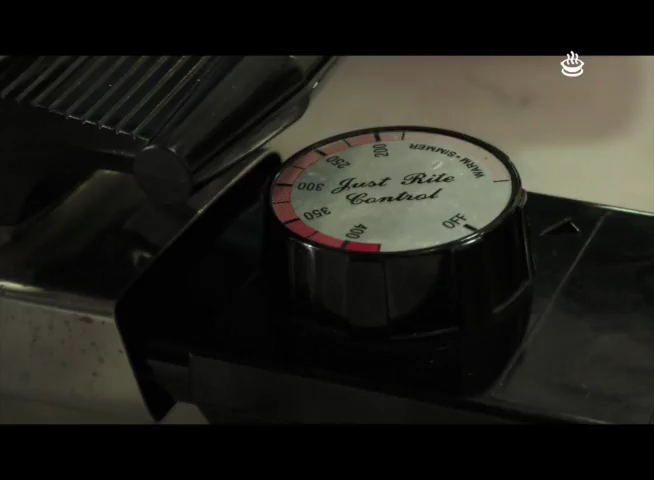 Just Rite
Control
OFF
WARM • SIMMER
200
250
300
350
400